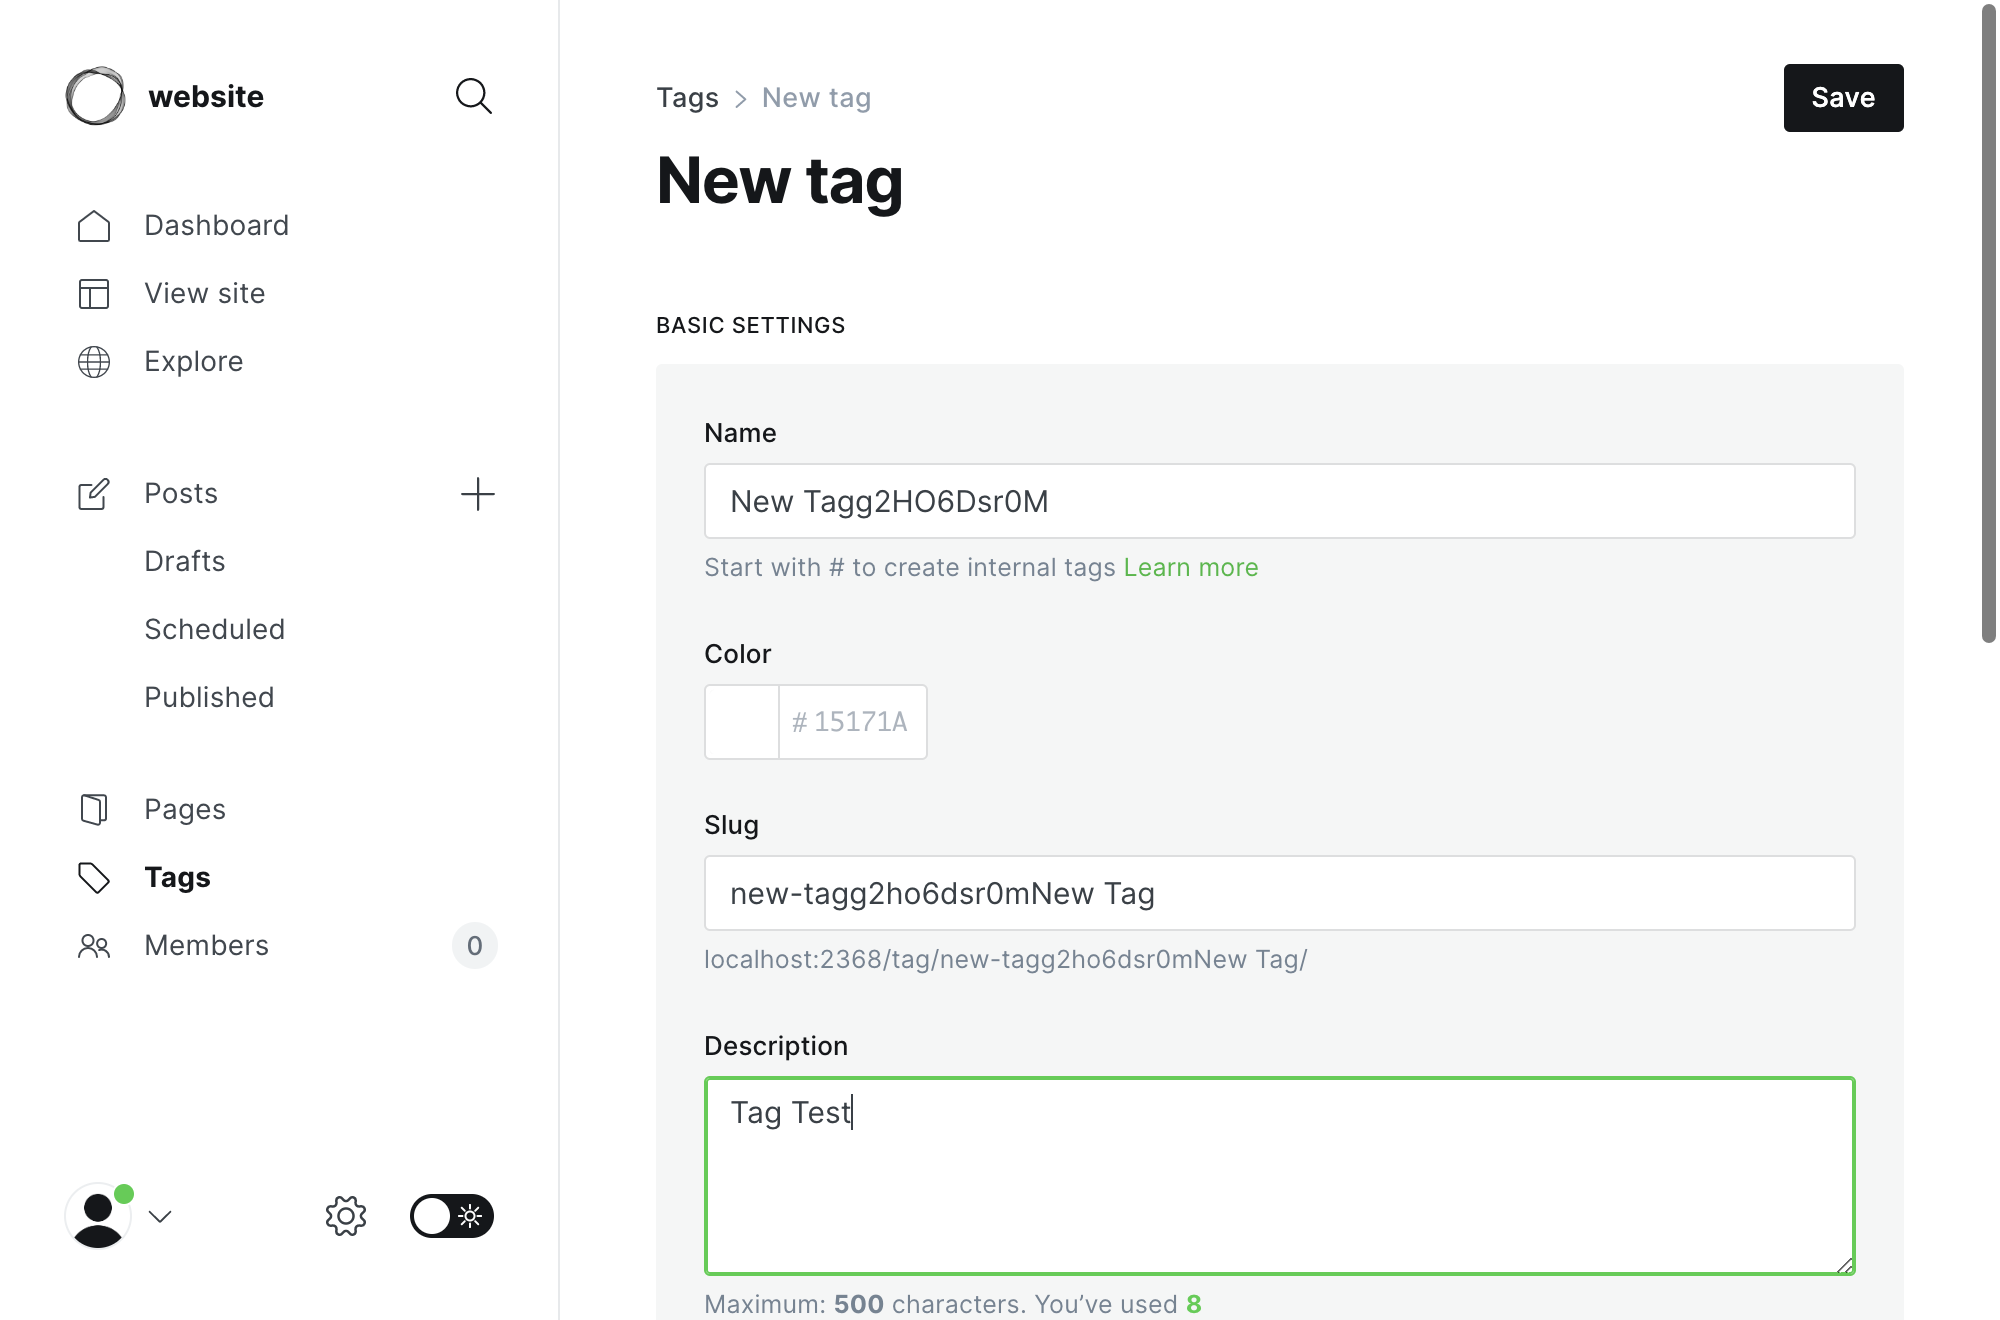 website
Dashboard
View site
Explore
Posts
Drafts
Scheduled
Published
Pages
Tags
Members 0
Tags > New tag
Save
New tag
BASIC SETTINGS
Name
New Tagg2HO6Dsr0M
Start with # to create internal tags Learn more
Color
# 15171A
Slug
new-tagg2ho6dsr0mNew Tag
localhost:2368/tag/new-tagg2ho6dsr0mNew Tag/
Description
Tag Test
Maximum: 500 characters. You’ve used 8